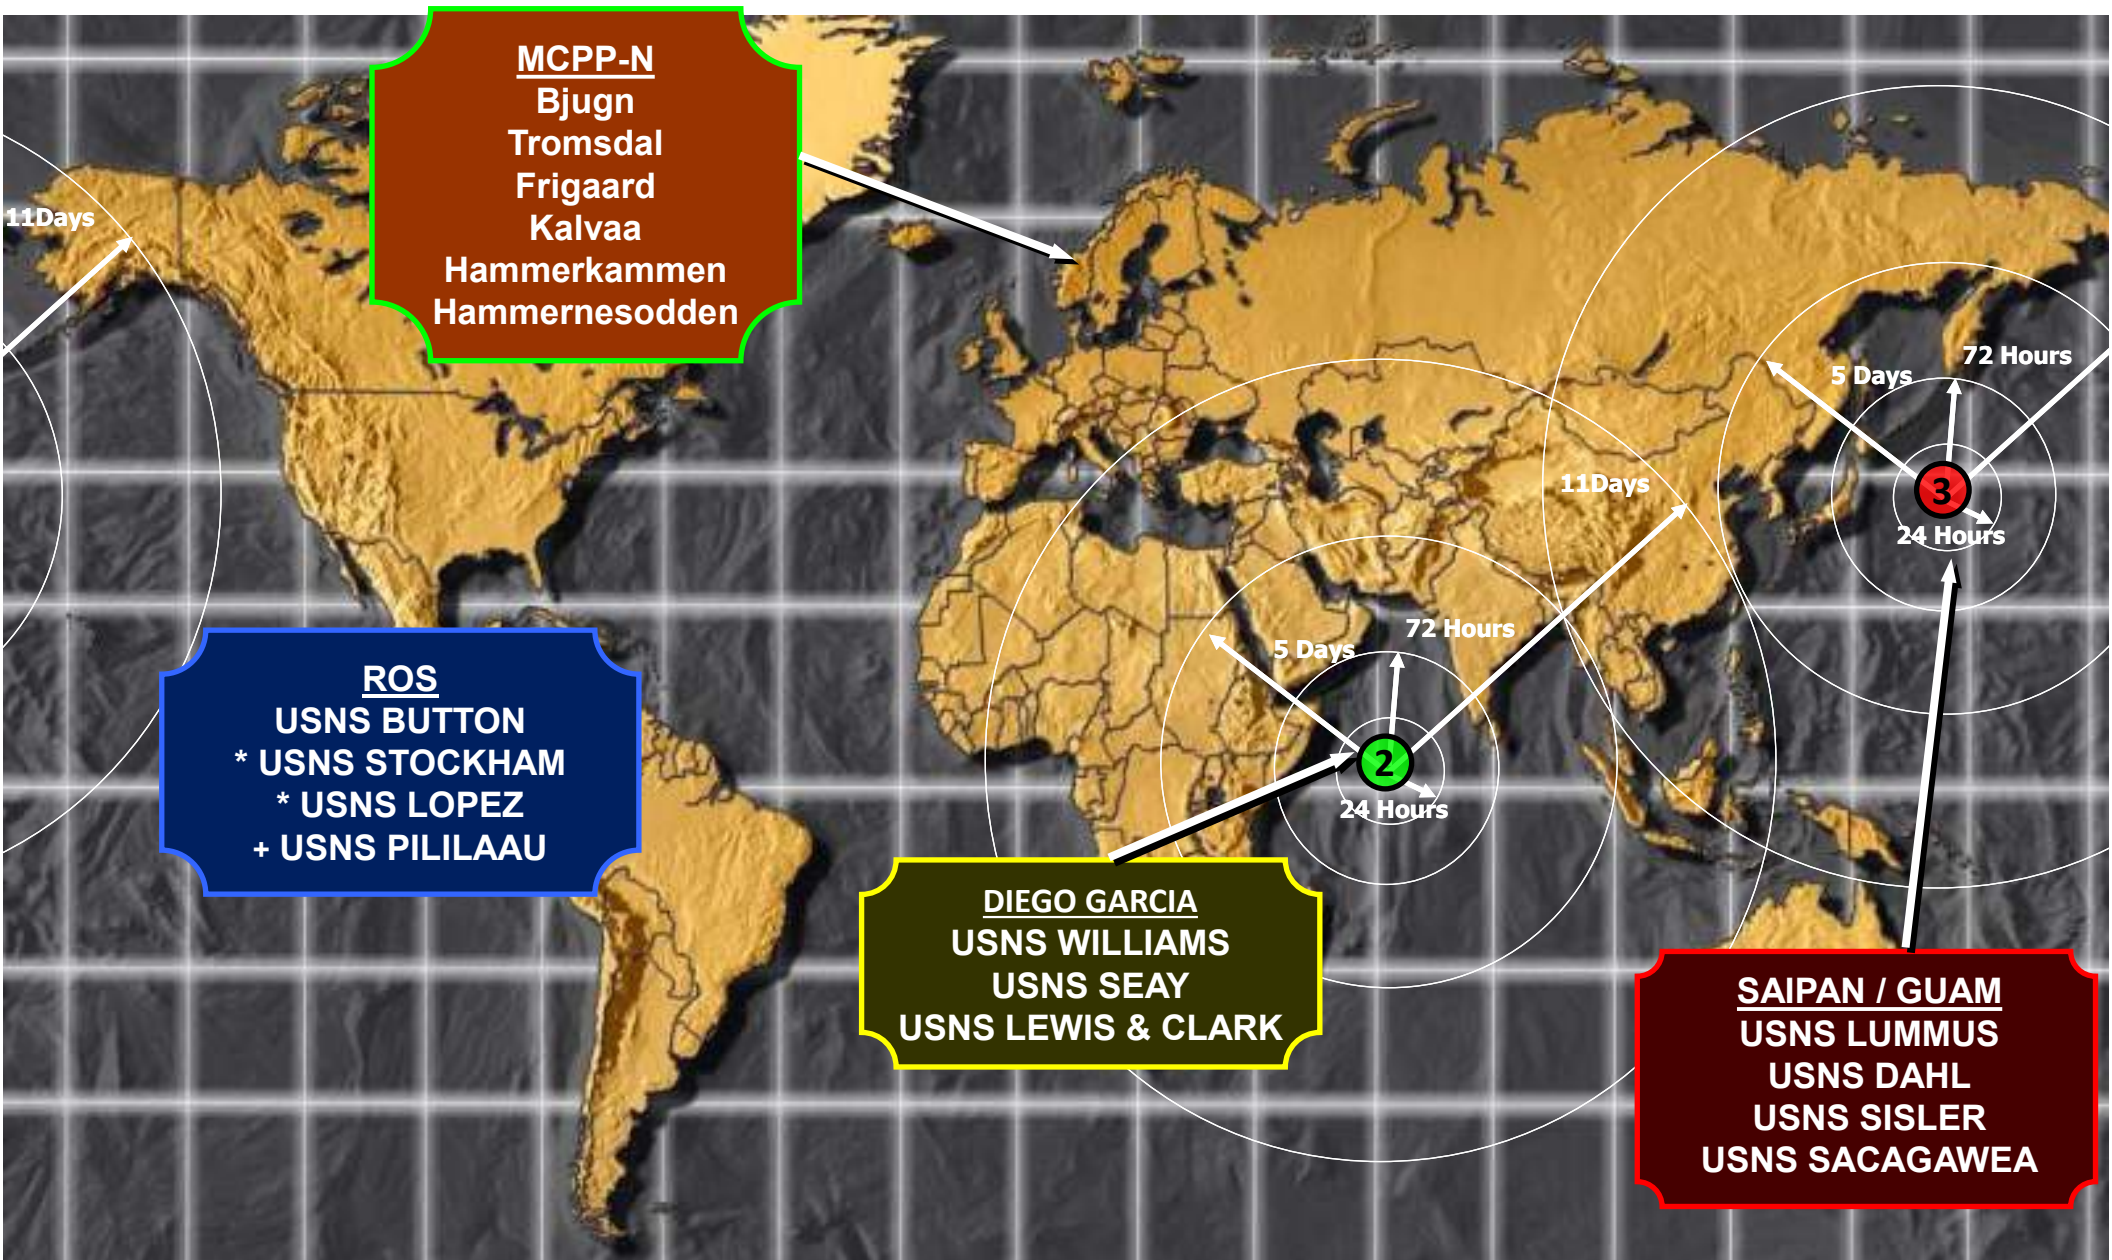 MCPP-N
Bjugn
Tromsdal
Frigaard
Kalvaa
Hammerkammen
Hammernesodden
11Days
72 Hours
5 Days
3
24 Hours
11Days
72 Hours
5 Days
2
24 Hours
ROS
USNS BUTTON
* USNS STOCKHAM
* USNS LOPEZ
+ USNS PILILAAU
DIEGO GARCIA
USNS WILLIAMS
USNS SEAY
USNS LEWIS & CLARK
SAIPAN / GUAM
USNS LUMMUS
USNS DAHL
USNS SISLER
USNS SACAGAWEA